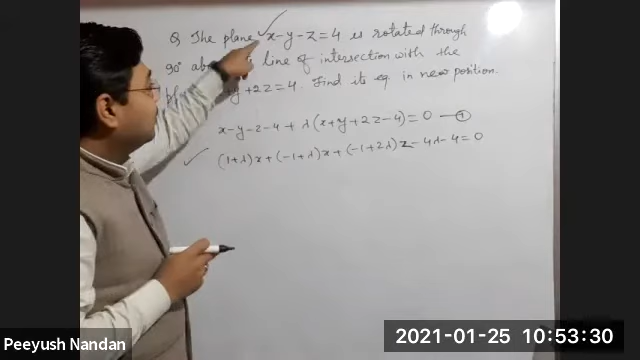 Q The plane x-y-z=4 is rotated through
90° line of intersection with the
+2z=4. Find its eq in new position.
x-y-z-4+λ(x+y+2z-4)=0 —①
(1+λ)x+(-1+λ)x+(-1+2λ)z-4λ-4=0
Peeyush Nandan
2021-01-25 10:53:30